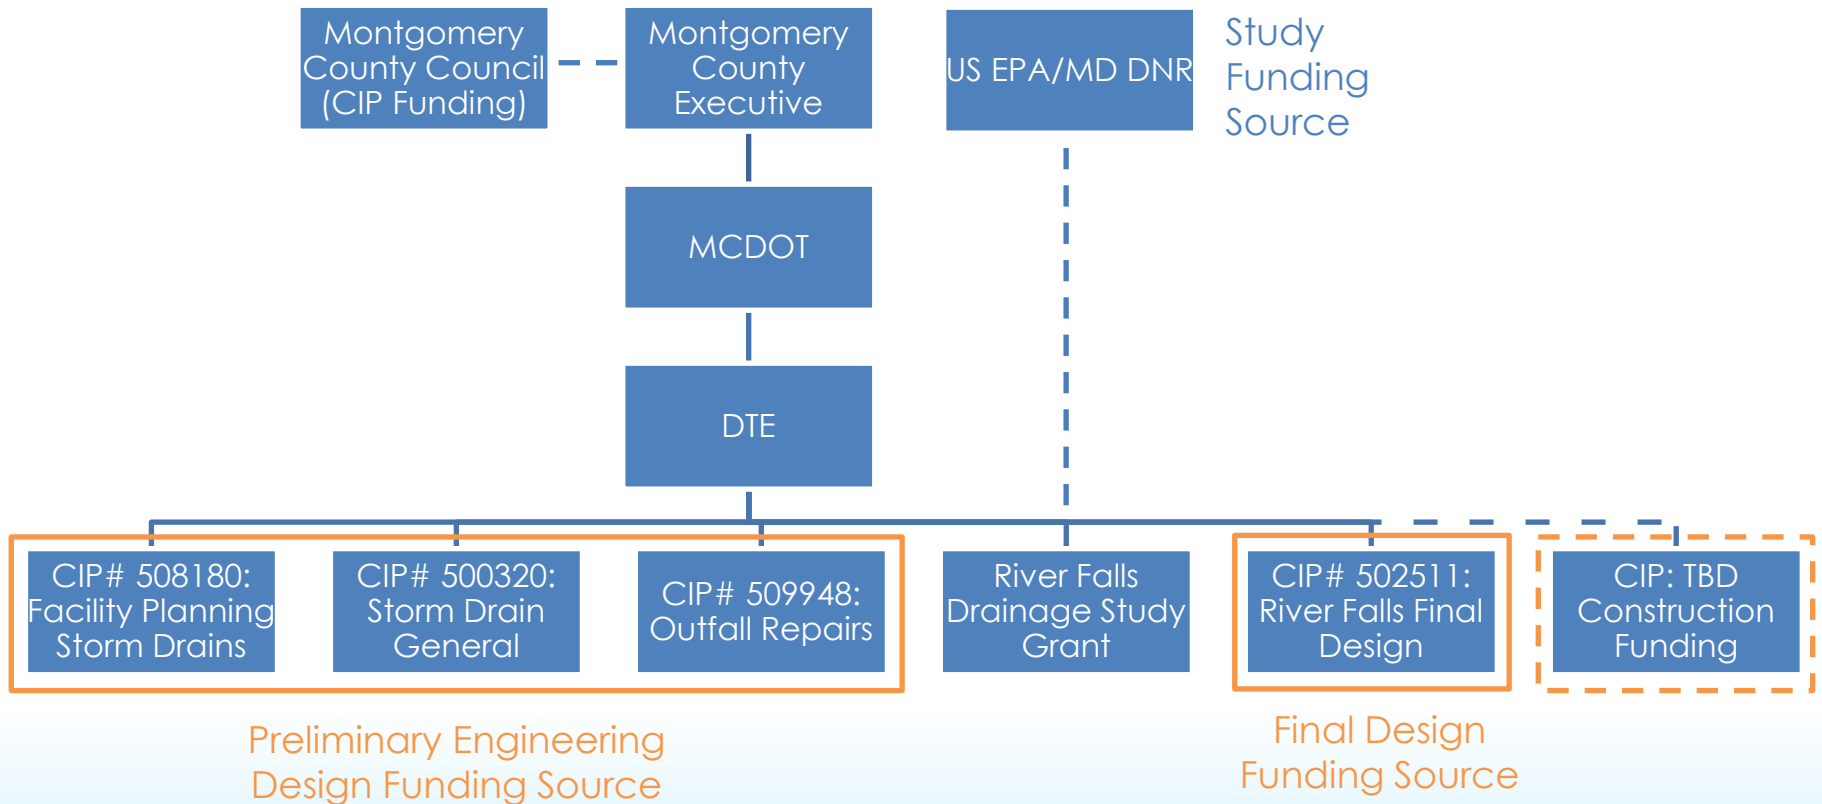 Montgomery
County Council
(CIP Funding)
Montgomery
County
Executive
US EPA/MD DNR
Study
Funding
Source
MCDOT
DTE
CIP# 508180:
Facility Planning
Storm Drains
CIP# 500320:
Storm Drain
General
CIP# 509948:
Outfall Repairs
River Falls
Drainage Study
Grant
CIP# 502511:
River Falls Final
Design
CIP: TBD
Construction
Funding
Preliminary Engineering
Design Funding Source
Final Design
Funding Source